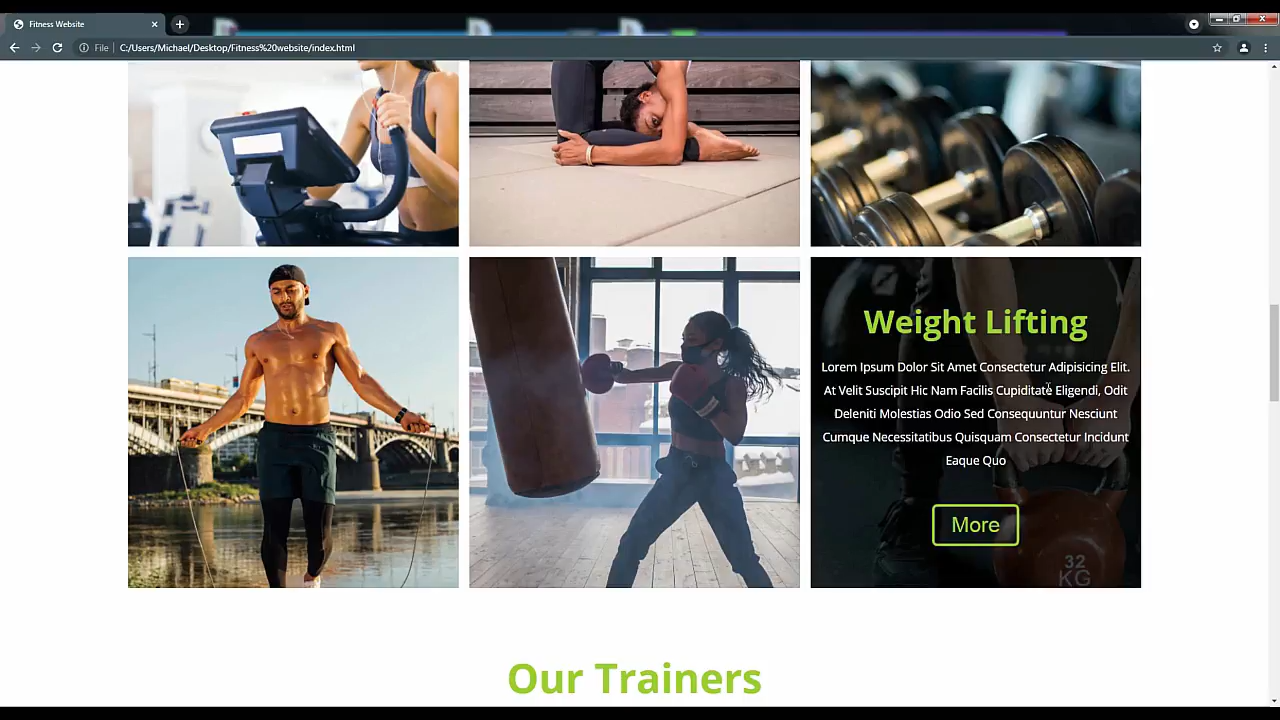 Fitness Website
File
C:/Users/Michael/Desktop/Fitness%20website/index.html
Weight Lifting
Lorem Ipsum Dolor Sit Amet Consectetur Adipisicing Elit.
At Velit Suscipit Hic Nam Facilis Cupiditate Eligendi, Odit
Deleniti Molestias Odio Sed Consequuntur Nesciunt
Cumque Necessitatibus Quisquam Consectetur Incidunt
Eaque Quo
More
32
KG
Our Trainers